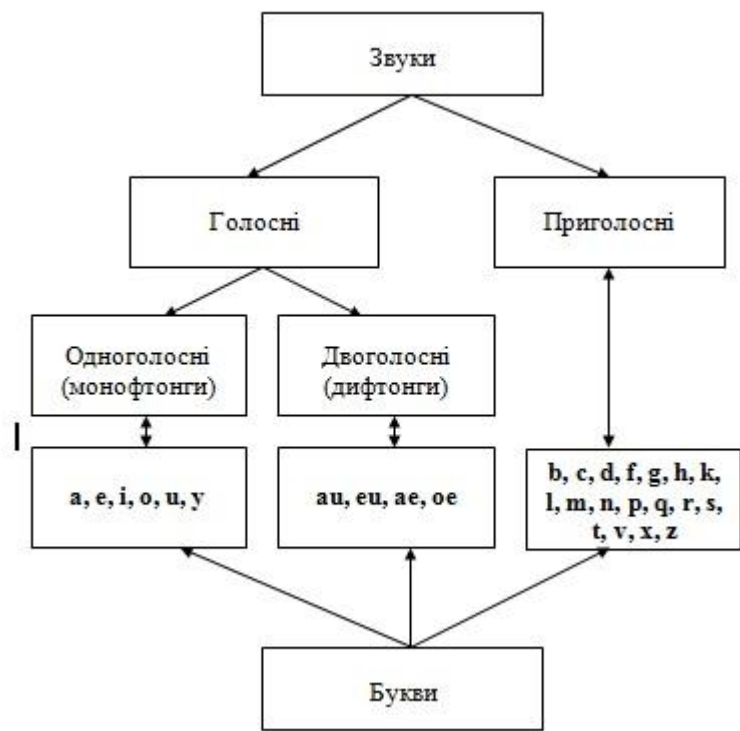 Звуки
Голосні
Приголосні
Одноголосні
(монофтонги)
Двоголосні
(дифтонги)
a, e, i, o, u, y
au, eu, ae, oe
b, c, d, f, g, h, k,
l, m, n, p, q, r, s,
t, v, x, z
Букви